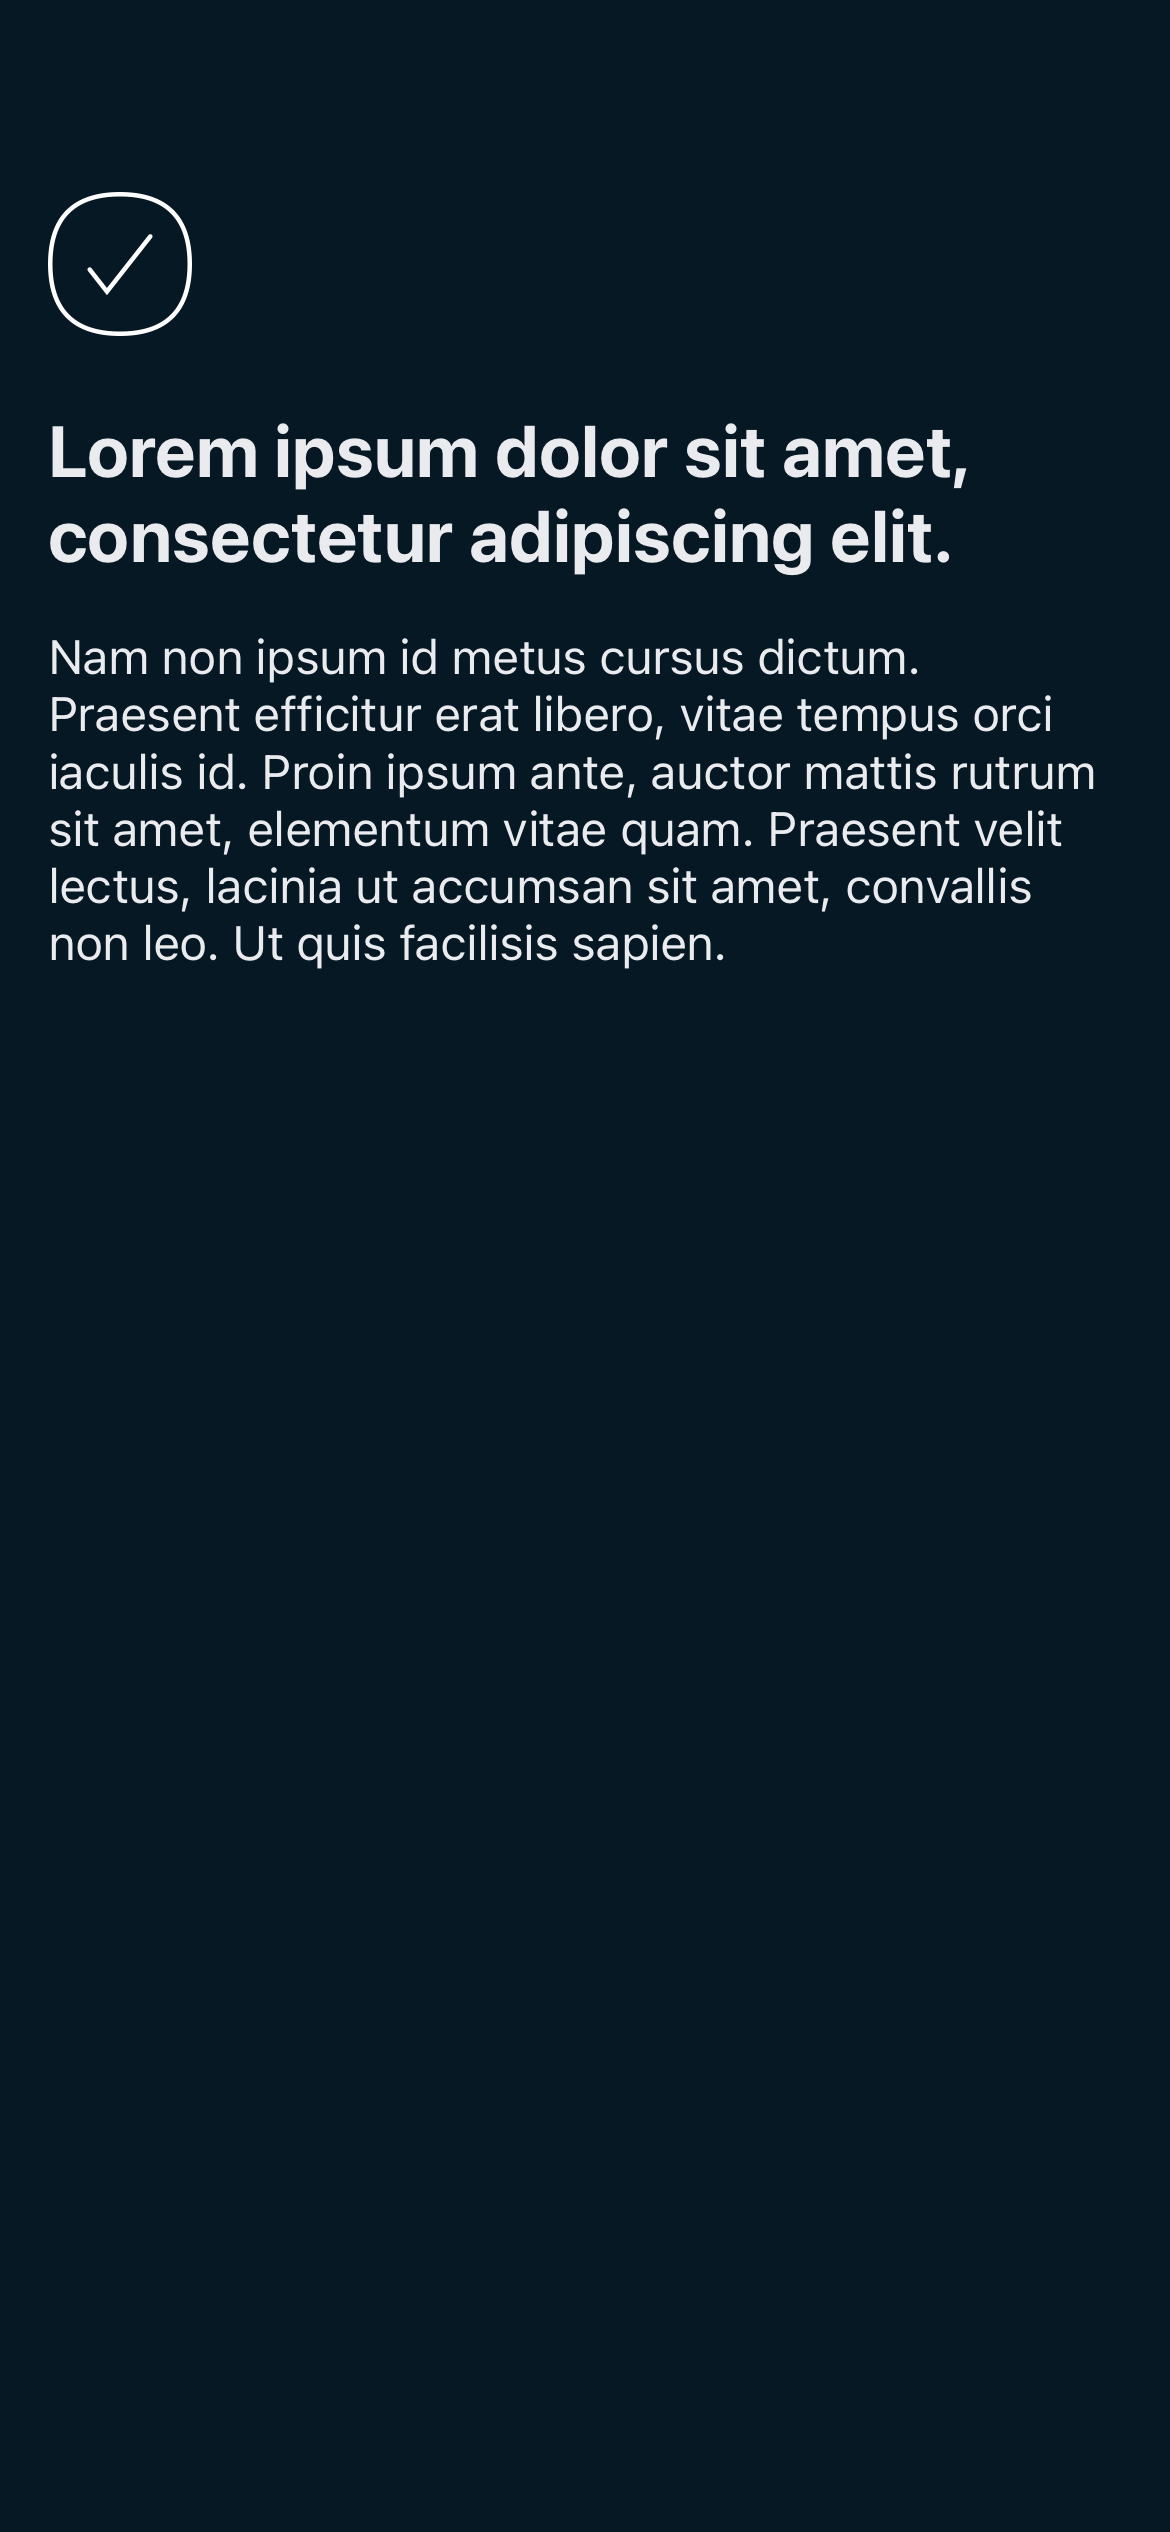 Lorem ipsum dolor sit amet,
consectetur adipiscing elit.
Nam non ipsum id metus cursus dictum.
Praesent efficitur erat libero, vitae tempus orci
iaculis id. Proin ipsum ante, auctor mattis rutrum
sit amet, elementum vitae quam. Praesent velit
lectus, lacinia ut accumsan sit amet, convallis
non leo. Ut quis facilisis sapien.